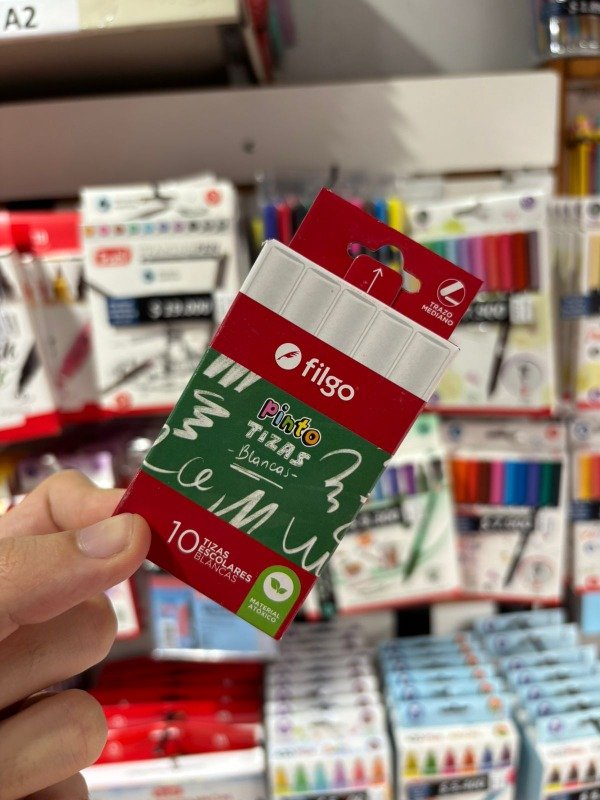 A2
TRAZO
MEDIANO
filgo
Pinto
TIZAS
-Blancas-
10 TIZAS
ESCOLARES
BLANCAS
MATERIAL
ATÓXICO